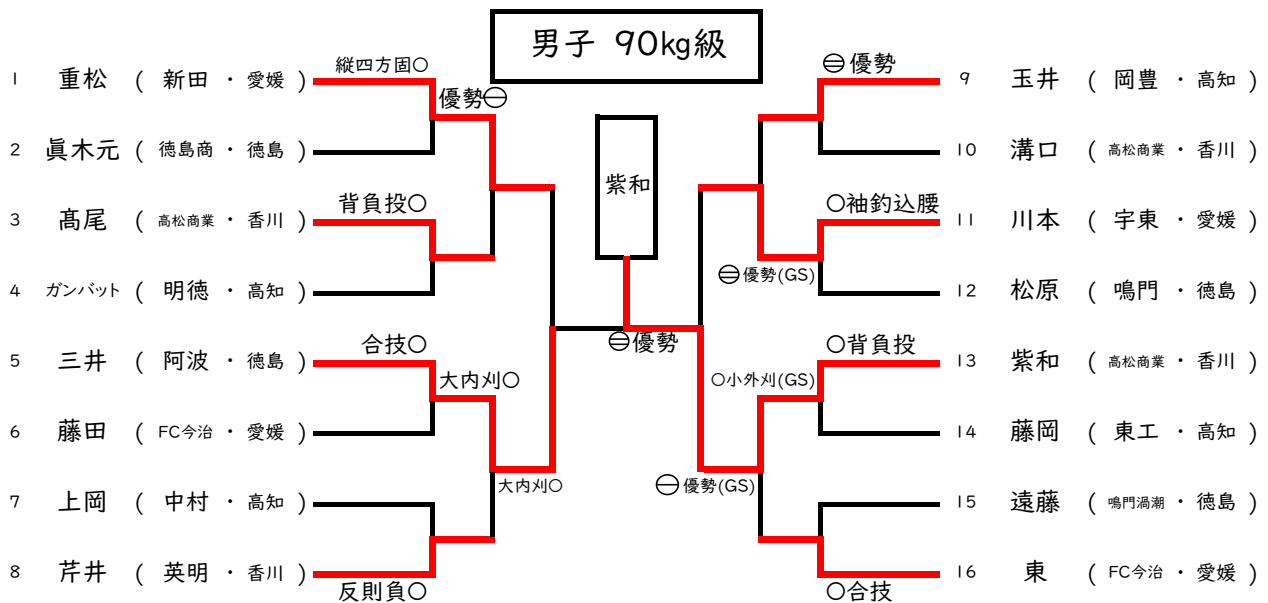 男子 90kg級
紫和
1 重松 ( 新田 ・ 愛媛 )
2 眞木元 ( 徳島商 ・ 徳島 )
3 髙尾 ( 高松商業 ・ 香川 )
4 ガンバット ( 明徳 ・ 高知 )
5 三井 ( 阿波 ・ 徳島 )
6 藤田 ( FC今治 ・ 愛媛 )
7 上岡 ( 中村 ・ 高知 )
8 芹井 ( 英明 ・ 香川 )
縦四方固○
優勢⊖
背負投○
合技○
大内刈○
大内刈○
反則負○
⊖優勢
⊖優勢
○袖釣込腰
⊖優勢(GS)
○背負投
○小外刈(GS)
⊖優勢(GS)
○合技
9 玉井 ( 岡豊 ・ 高知 )
10 溝口 ( 高松商業 ・ 香川 )
11 川本 ( 宇東 ・ 愛媛 )
12 松原 ( 鳴門 ・ 徳島 )
13 紫和 ( 高松商業 ・ 香川 )
14 藤岡 ( 東工 ・ 高知 )
15 遠藤 ( 鳴門渦潮 ・ 徳島 )
16 東 ( FC今治 ・ 愛媛 )